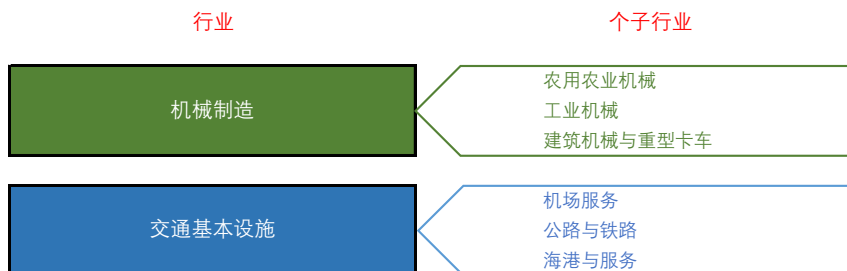 行业
个子行业
机械制造
农用农业机械
工业机械
建筑机械与重型卡车
交通基本设施
机场服务
公路与铁路
海港与服务